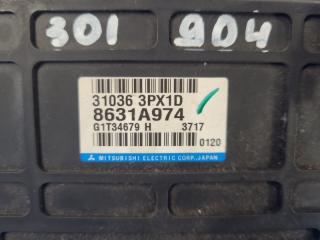 301 904
31036 3PX1D
8631A974
G1T34679 H 3717
0120
MITSUBISHI ELECTRIC CORP.,JAPAN